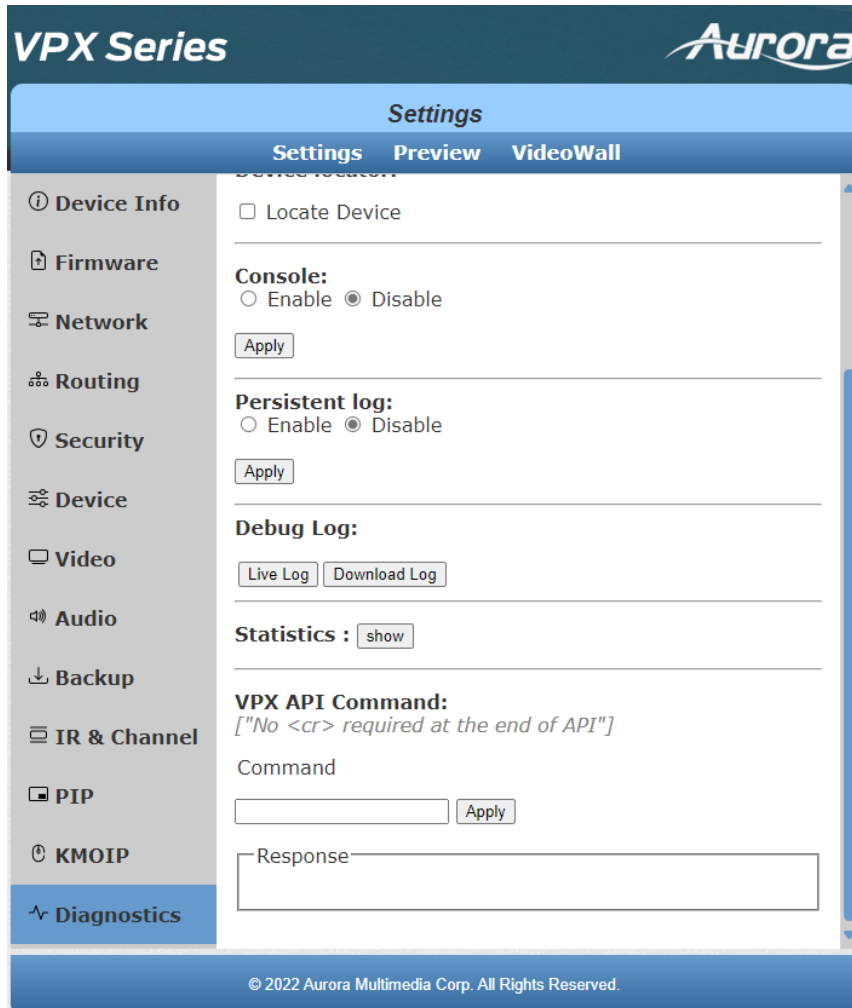 VPX Series
Aurora
Settings
Settings Preview VideoWall
Device Info
Firmware
Network
Routing
Security
Device
Video
Audio
Backup
IR & Channel
PIP
KMOIP
Diagnostics
Device locator:
Locate Device
Console:
Enable Disable
Apply
Persistent log:
Enable Disable
Apply
Debug Log:
Live Log Download Log
Statistics : show
VPX API Command:
["No <cr> required at the end of API"]
Command
Apply
Response
© 2022 Aurora Multimedia Corp. All Rights Reserved.